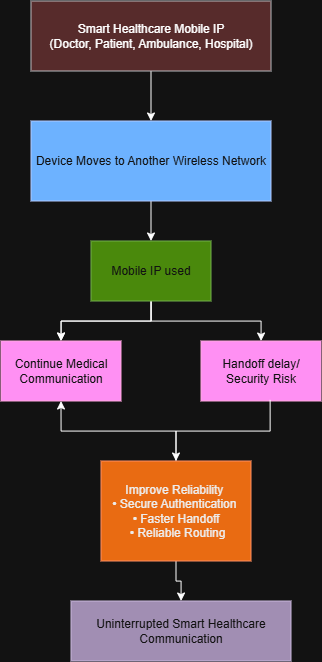 Smart Healthcare Mobile IP
(Doctor, Patient, Ambulance, Hospital)
Device Moves to Another Wireless Network
Mobile IP used
Continue Medical
Communication
Handoff delay/
Security Risk
Improve Reliability
• Secure Authentication
• Faster Handoff
• Reliable Routing
Uninterrupted Smart Healthcare
Communication